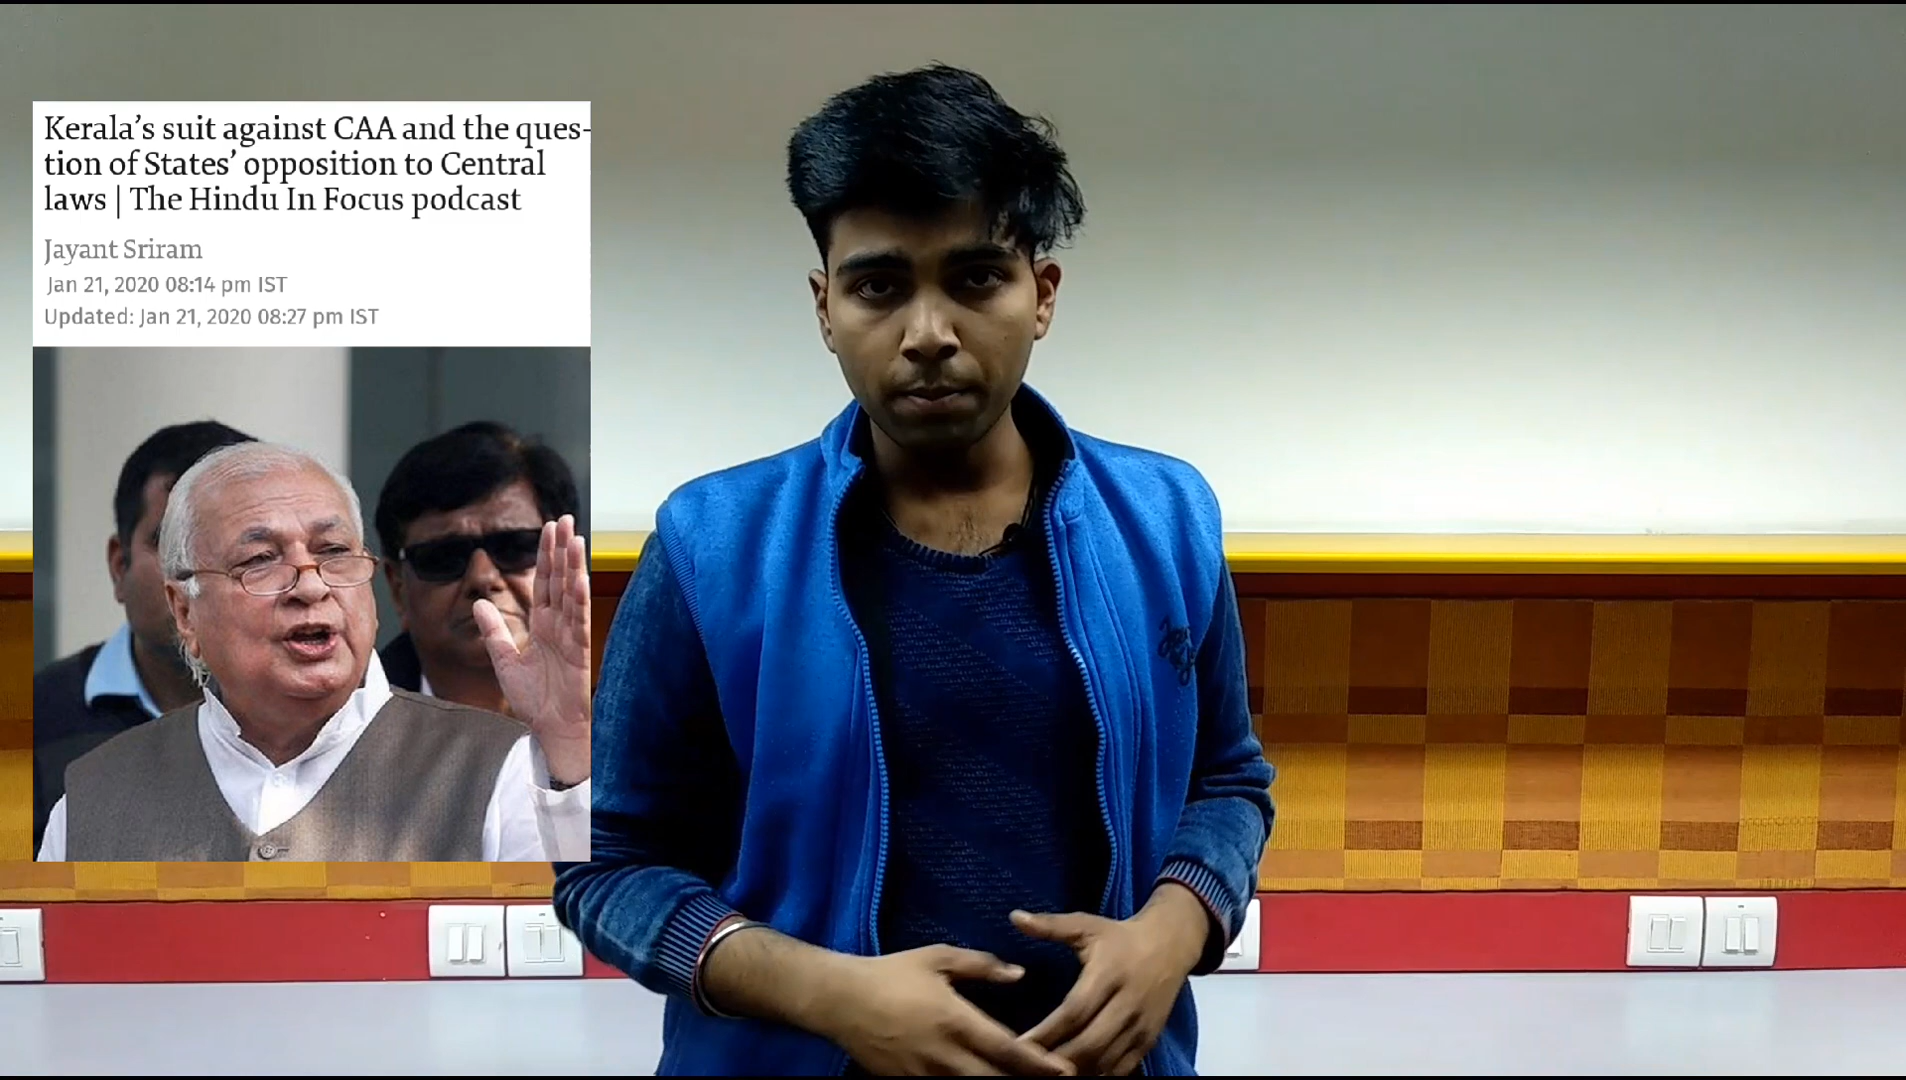 Kerala’s suit against CAA and the ques-
tion of States’ opposition to Central
laws | The Hindu In Focus podcast
Jayant Sriram
Jan 21, 2020 08:14 pm IST
Updated: Jan 21, 2020 08:27 pm IST